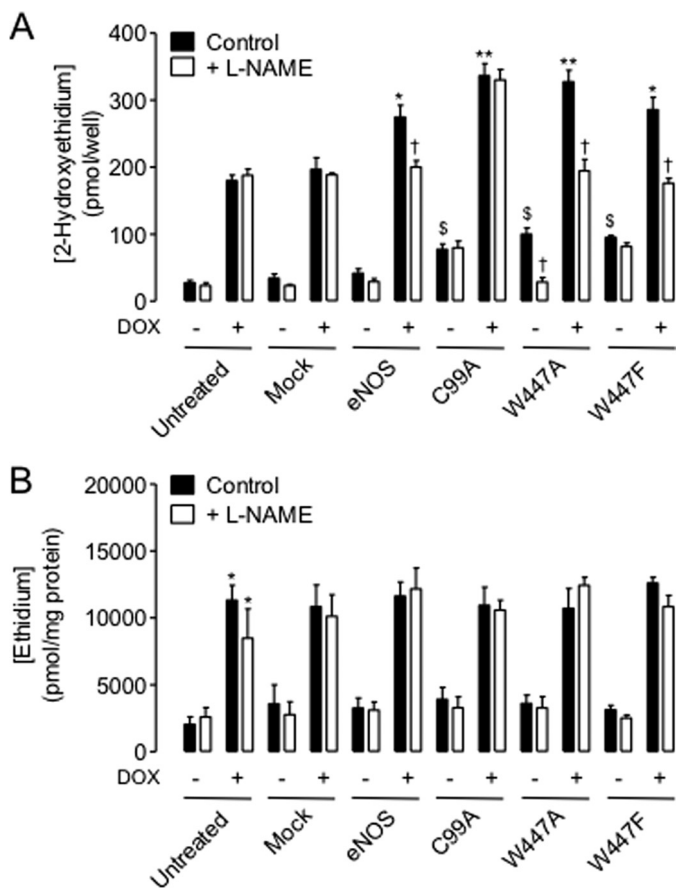 A
Control
+ L-NAME
[2-Hydroxyethidium]
(pmol/well)
400
300
200
100
0
* † ** $ $ † ** † $ * †
DOX - + - + - + - + - + - +
Untreated Mock eNOS C99A W447A W447F
B
Control
+ L-NAME
[Ethidium]
(pmol/mg protein)
20000
15000
10000
5000
0
* *
DOX - + - + - + - + - + - +
Untreated Mock eNOS C99A W447A W447F